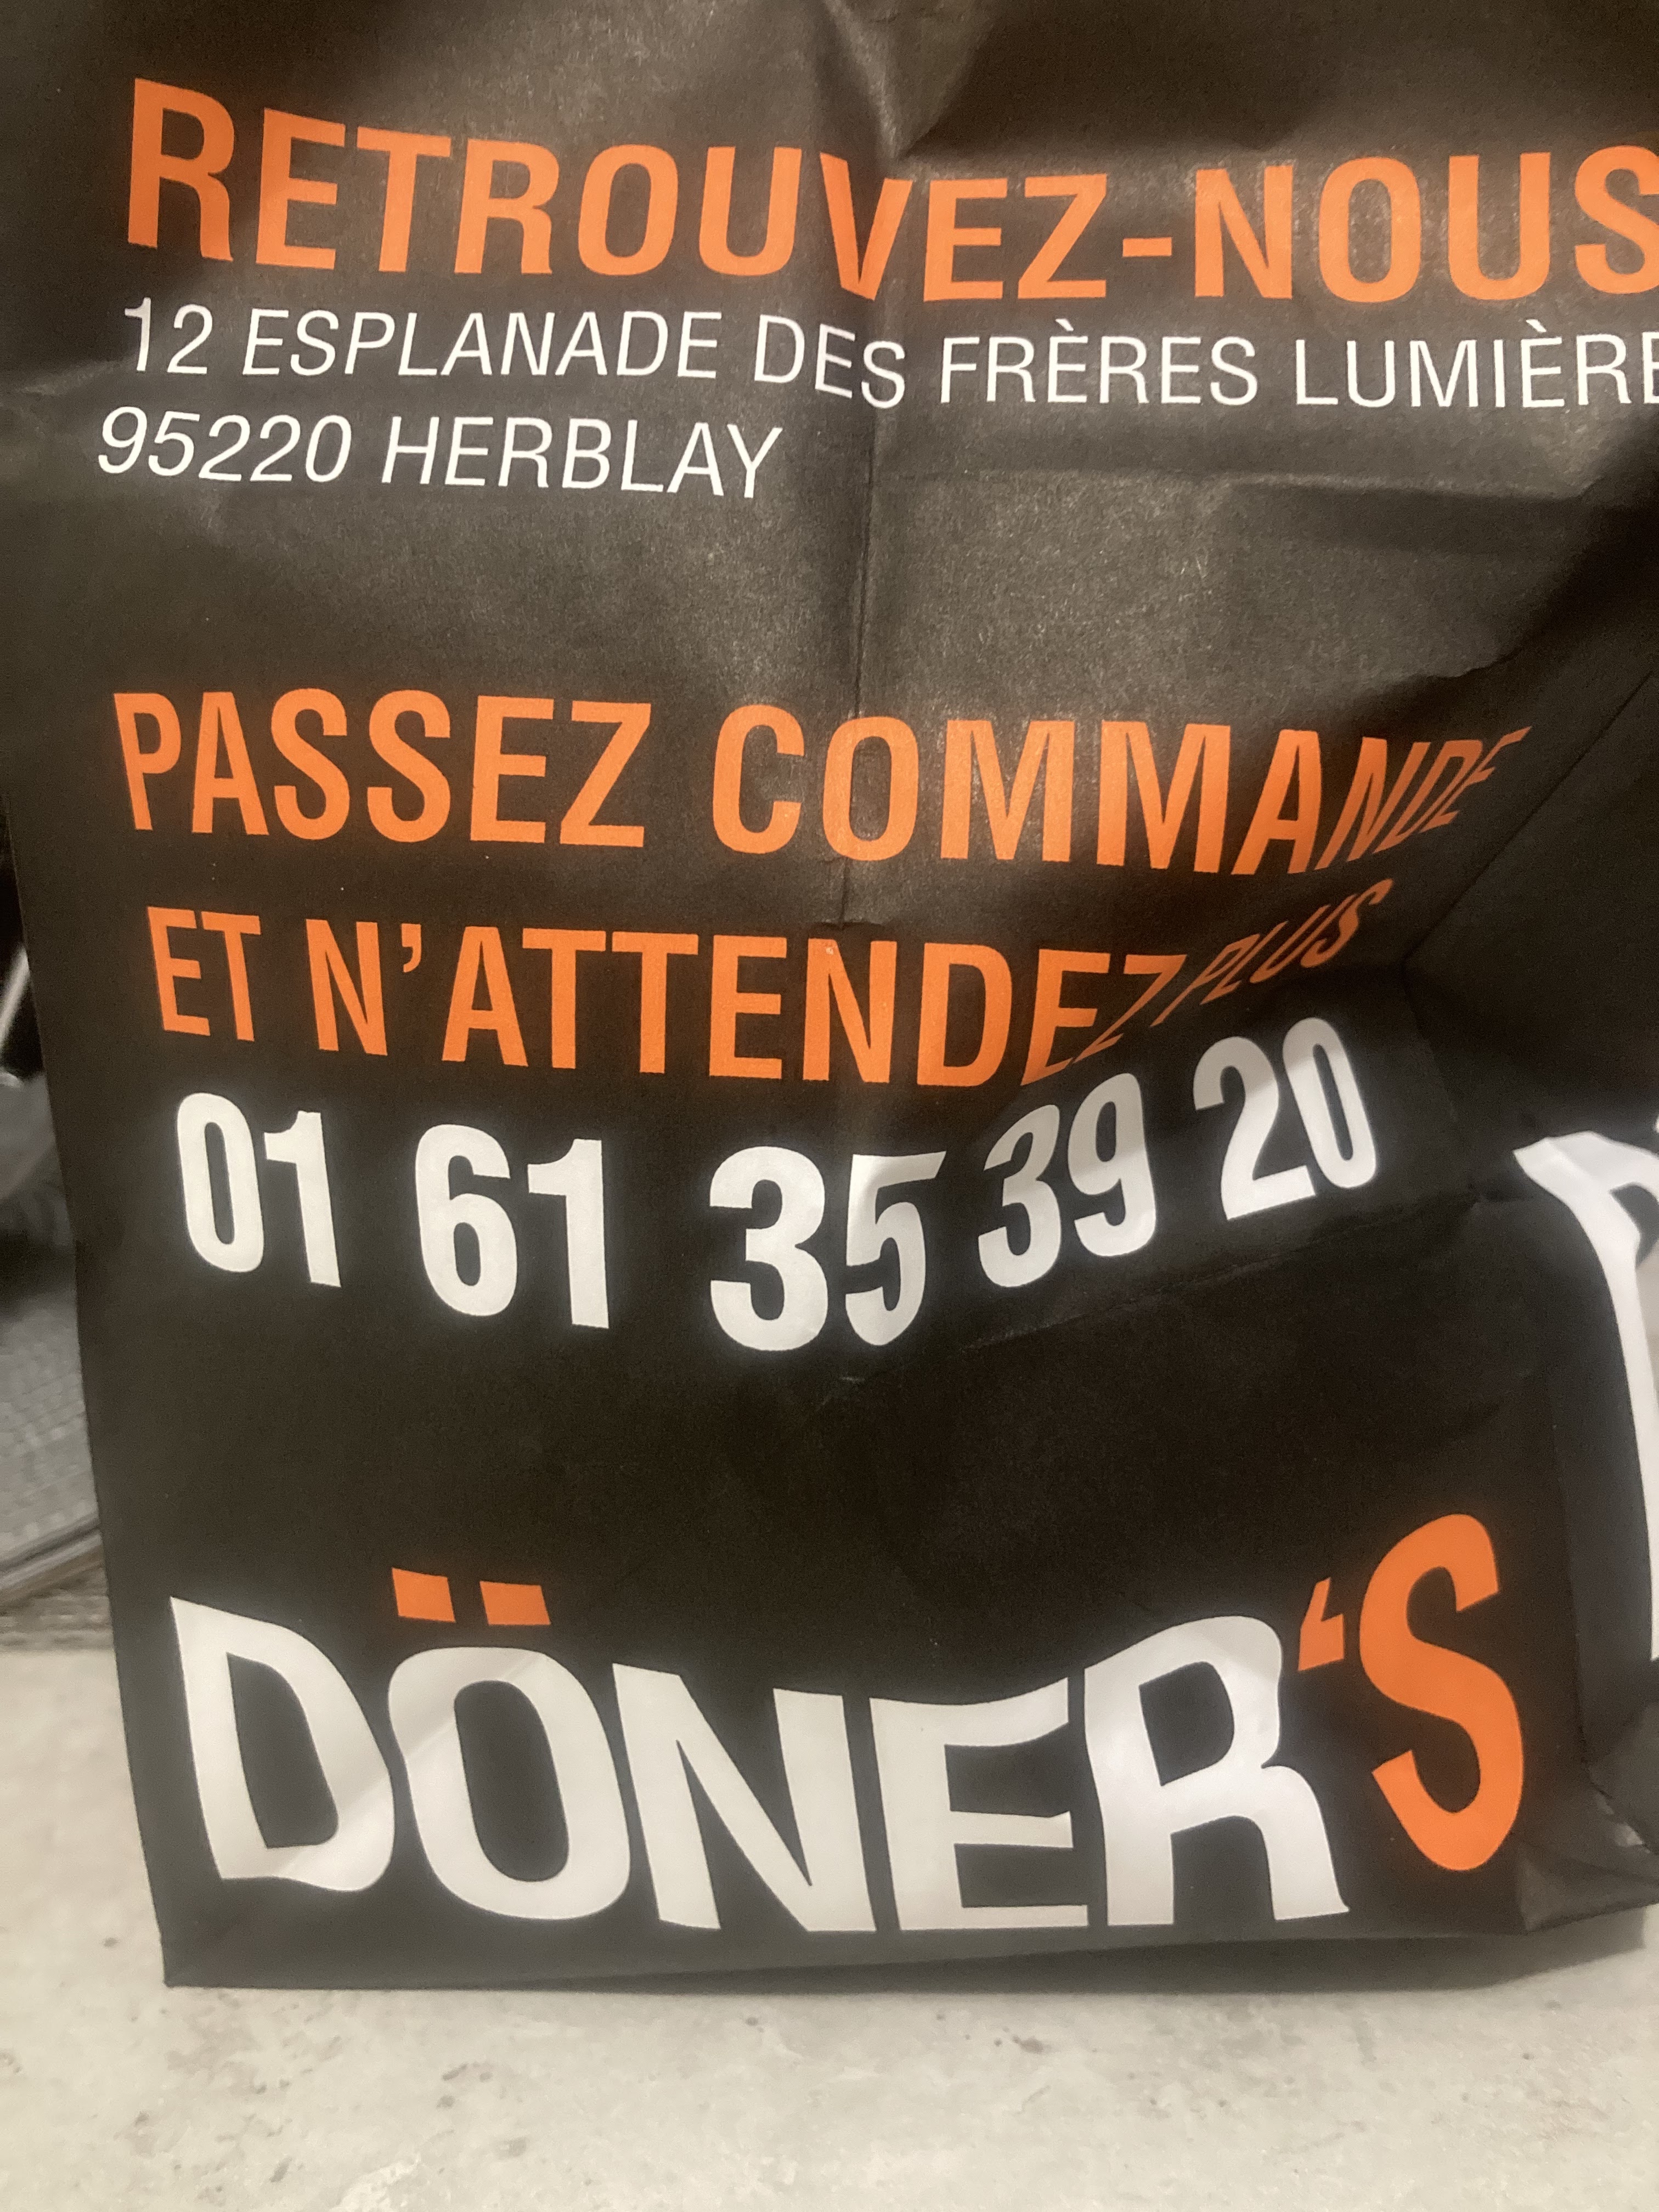 RETROUVEZ-NOUS
12 ESPLANADE DES FRÈRES LUMIÈRE
95220 HERBLAY
PASSEZ COMMANDE
ET N'ATTENDEZ PLUS
01 61 35 39 20
DÖNER'S